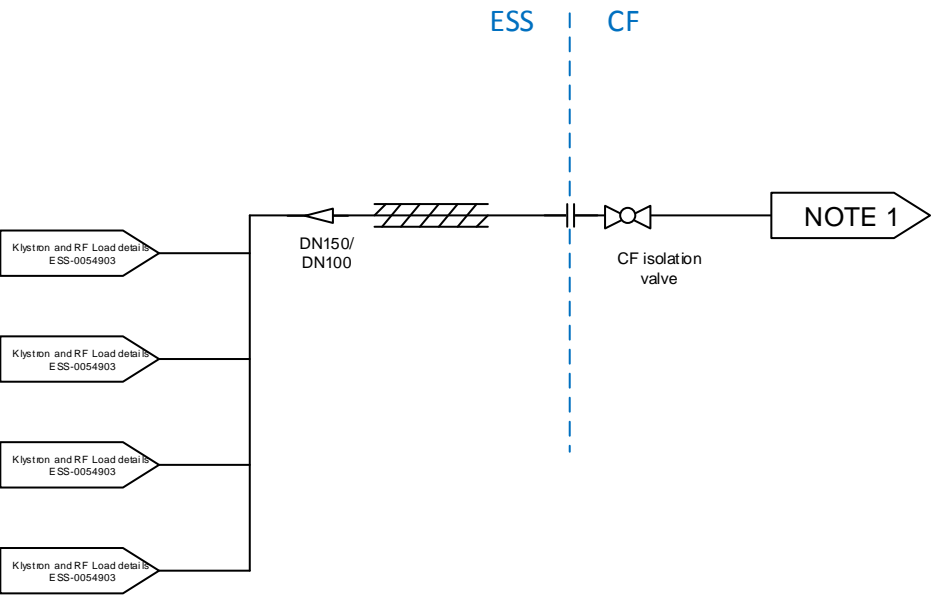 ESS
CF
NOTE 1
DN150/
DN100
CF isolation
valve
Klystron and RF Load details
ESS-0054903
Klystron and RF Load details
ESS-0054903
Klystron and RF Load details
ESS-0054903
Klystron and RF Load details
ESS-0054903